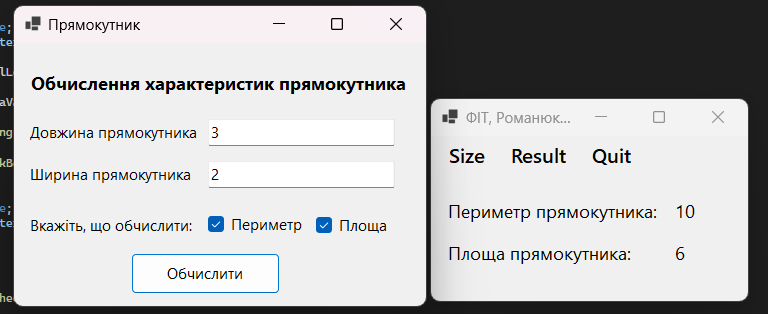 Прямокутник
Обчислення характеристик прямокутника
Довжина прямокутника 3
Ширина прямокутника 2
Вкажіть, що обчислити: Периметр Площа
Обчислити
ФІТ, Романюк...
Size Result Quit
Периметр прямокутника: 10
Площа прямокутника: 6